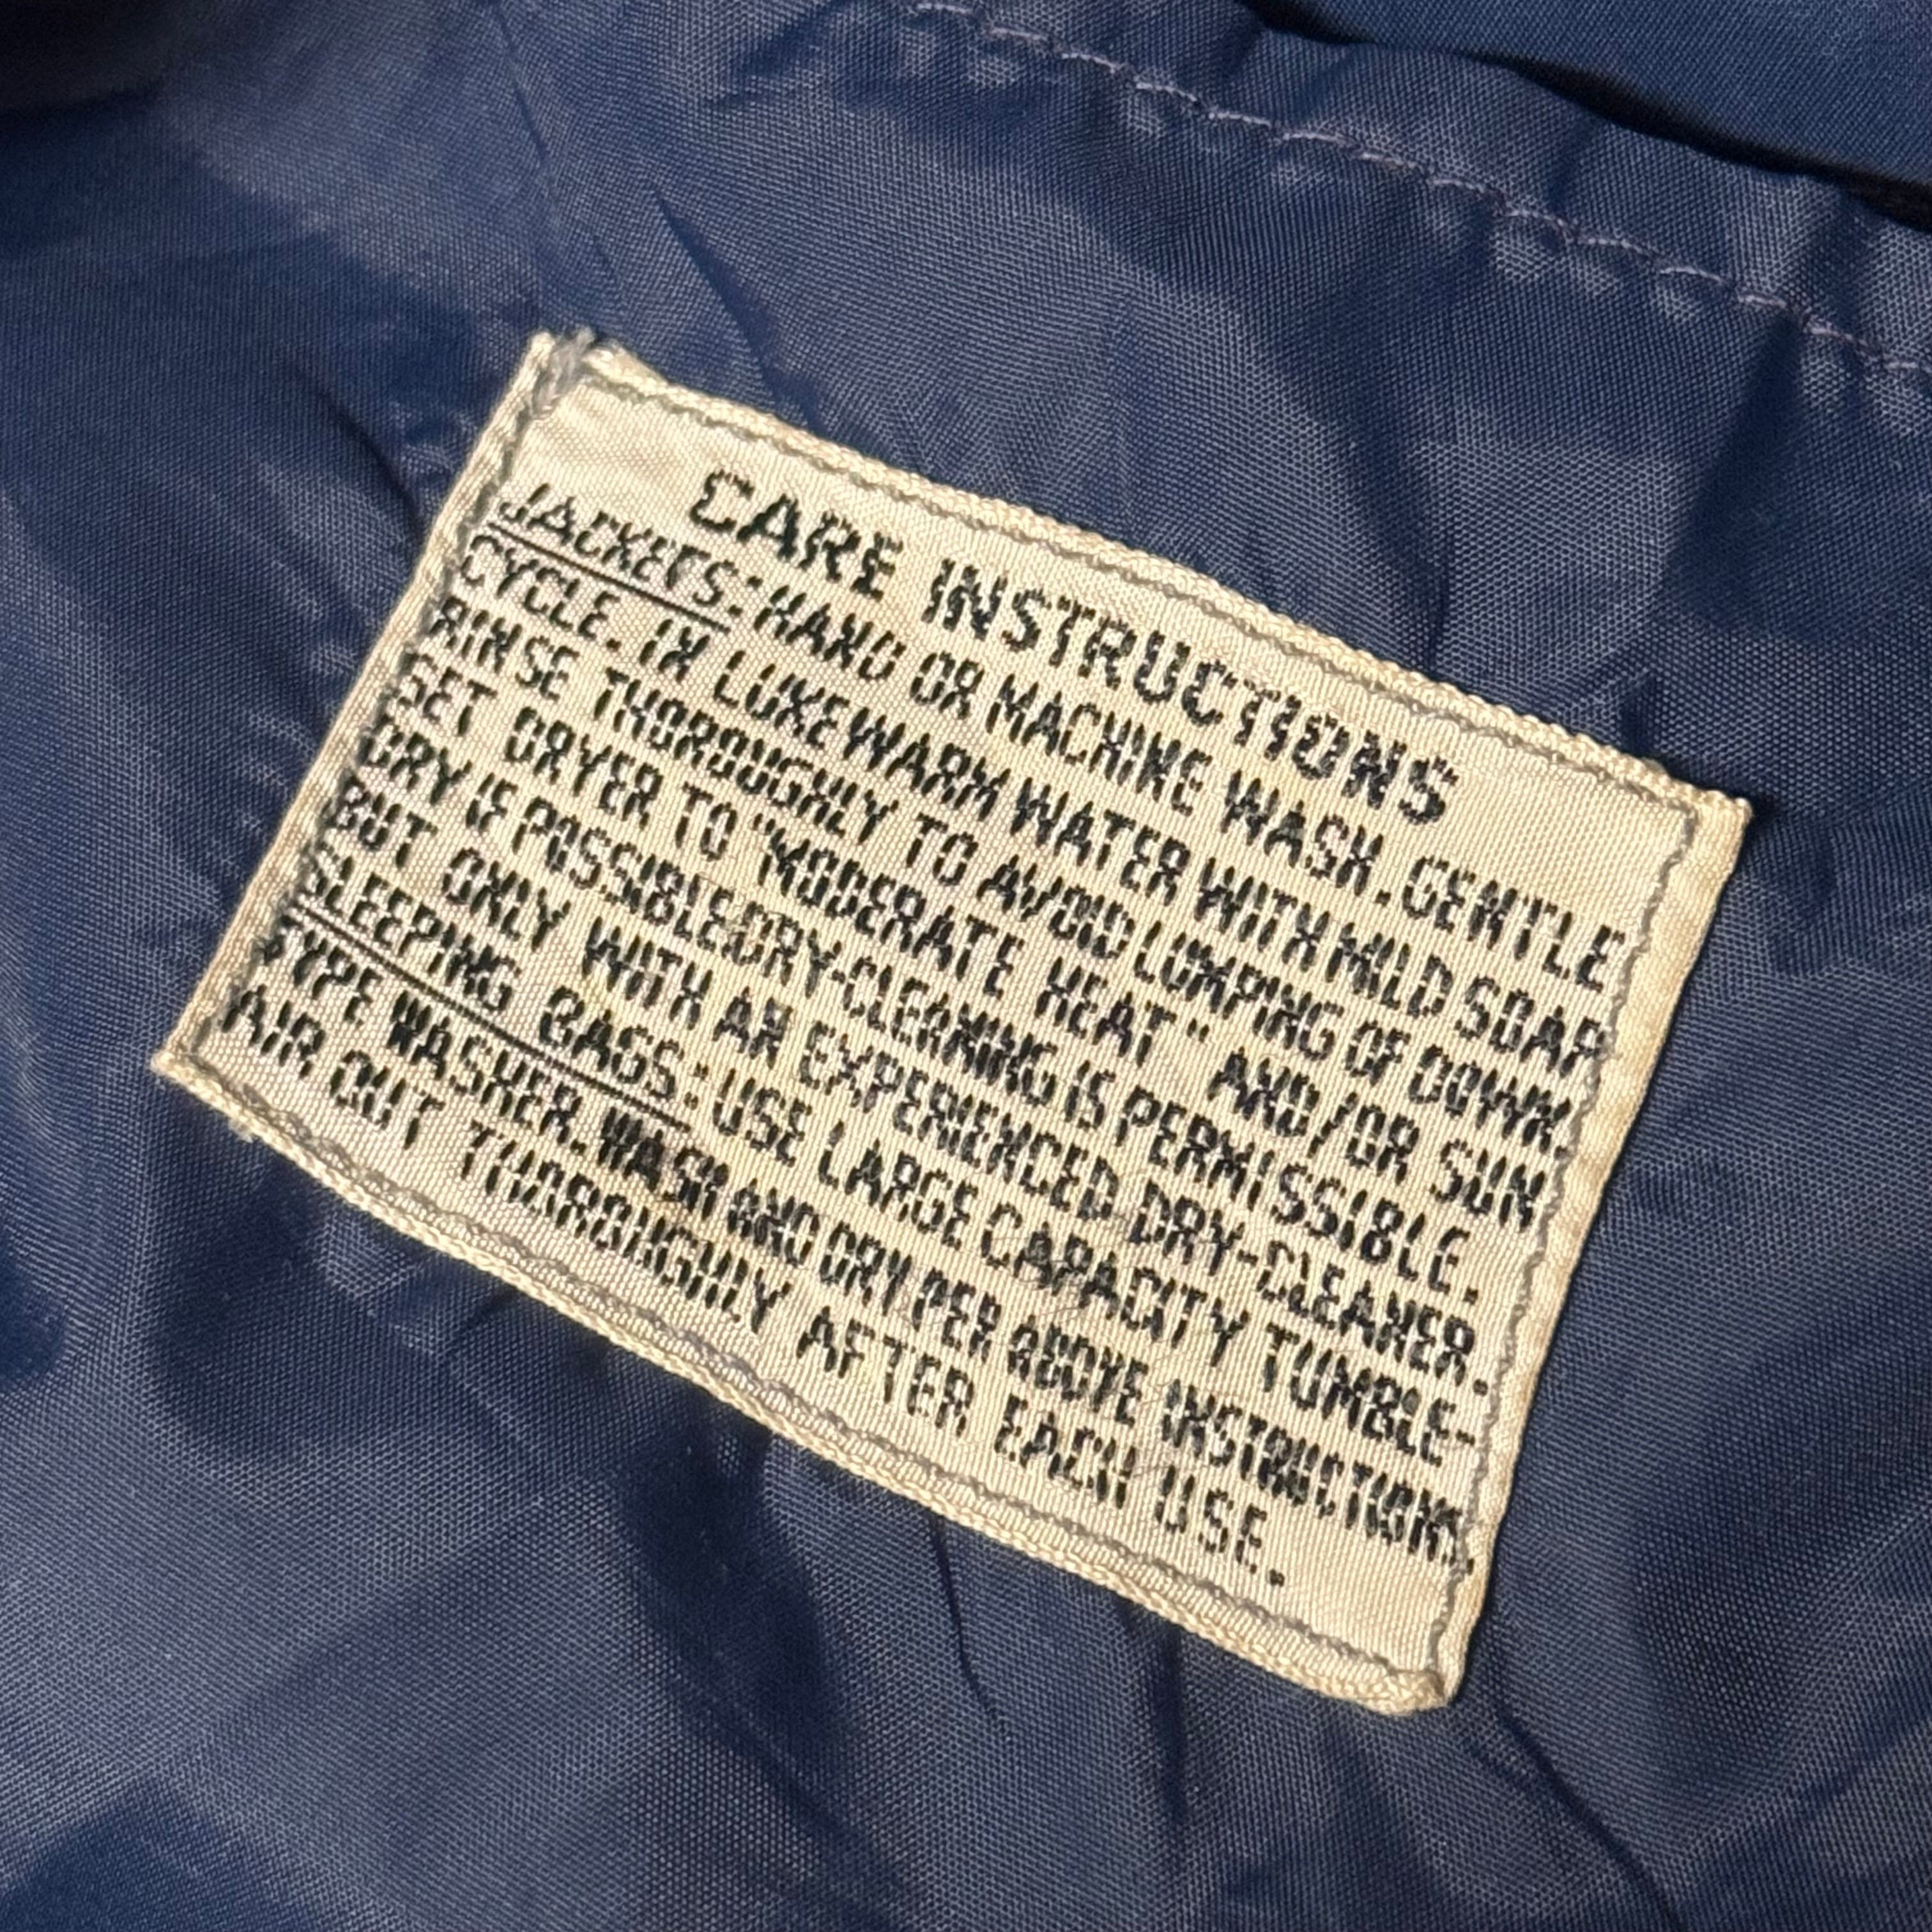 CARE INSTRUCTIONS
JACKETS: HAND OR MACHINE WASH. GENTLE
CYCLE. IN LUKEWARM WATER WITH MILD SOAP
RINSE THOROUGHLY TO AVOID LUMPING OF DOWN.
SET DRYER TO "MODERATE HEAT" AND/OR SUN
DRY IF POSSIBLE.DRY-CLEANING IS PERMISSIBLE.
BUT ONLY WITH AN EXPERIENCED DRY-CLEANER.
SLEEPING BAGS: USE LARGE CAPACITY TUMBLE-
TYPE WASHER. WASH AND DRY PER ABOVE INSTRUCTIONS.
AIR OUT THOROUGHLY AFTER EACH USE.